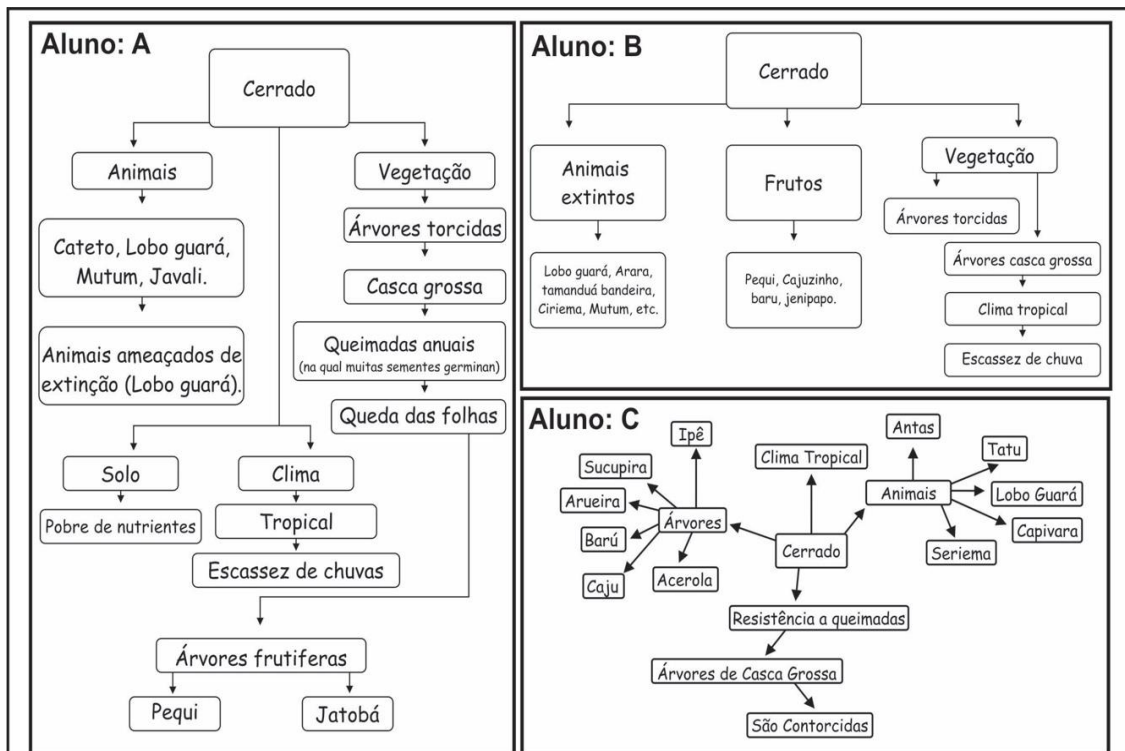 Aluno: A
Cerrado
Animais
Vegetação
Cateto, Lobo guará,
Mutum, Javali.
Árvores torcidas
Casca grossa
Animais ameaçados de
extinção (Lobo guará).
Queimadas anuais
(na qual muitas sementes germinan)
Queda das folhas
Solo
Clima
Pobre de nutrientes
Tropical
Escassez de chuvas
Árvores frutiferas
Pequi
Jatobá
Aluno: B
Cerrado
Animais
extintos
Frutos
Vegetação
Árvores torcidas
Lobo guará, Arara,
tamanduá bandeira,
Ciriema, Mutum, etc.
Pequi, Cajuzinho,
baru, jenipapo.
Árvores casca grossa
Clima tropical
Escassez de chuva
Aluno: C
Ipê
Sucupira
Arueira
Árvores
Barú
Caju
Acerola
Clima Tropical
Cerrado
Antas
Tatu
Animais
Lobo Guará
Capivara
Seriema
Resistência a queimadas
Árvores de Casca Grossa
São Contorcidas